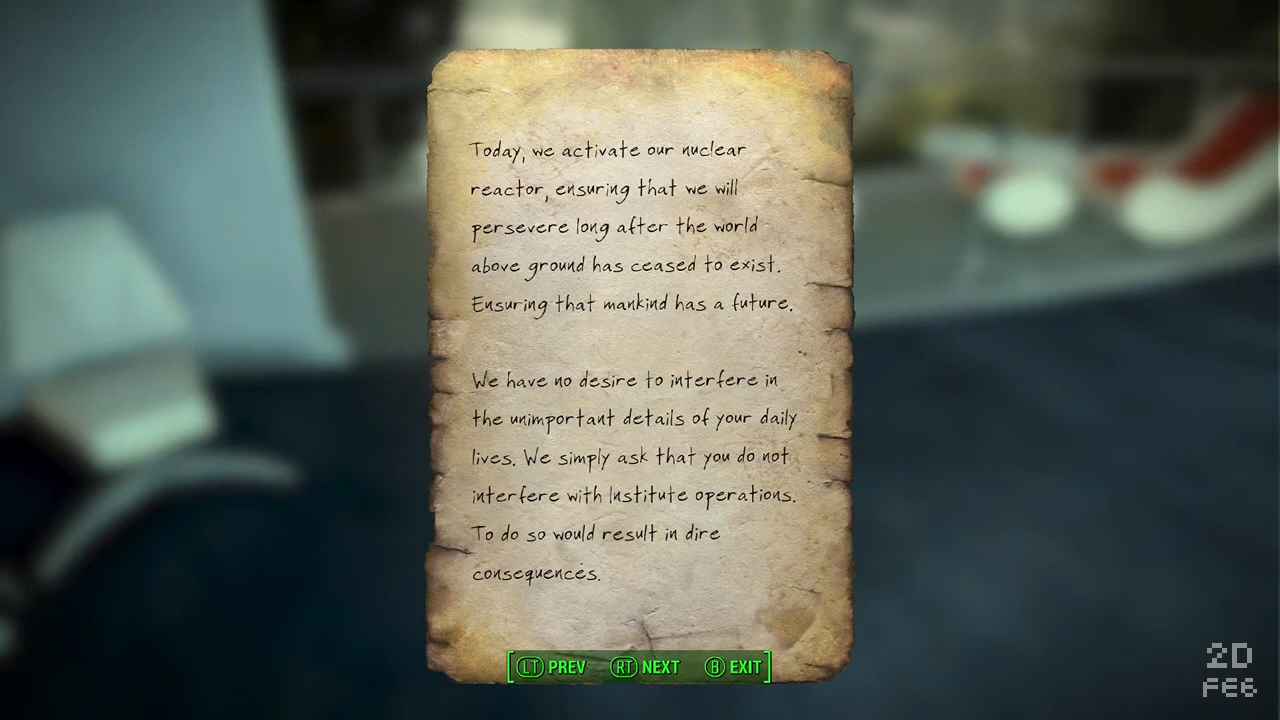 Today, we activate our nuclear
reactor, ensuring that we will
persevere long after the world
above ground has ceased to exist.
Ensuring that mankind has a future.
We have no desire to interfere in
the unimportant details of your daily
lives. We simply ask that you do not
interfere with Institute operations.
To do so would result in dire
consequences.
LT PREV RT NEXT B EXIT
2D
FE6